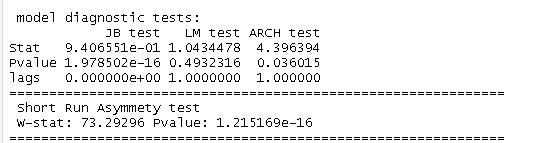 model diagnostic tests:
JB test LM test ARCH test
Stat 9.406551e-01 1.0434478 4.396394
Pvalue 1.978502e-16 0.4932316 0.036015
lags 0.000000e+00 1.0000000 1.000000
==============================================================
Short Run Asymmety test
W-stat: 73.29296 Pvalue: 1.215169e-16
==============================================================